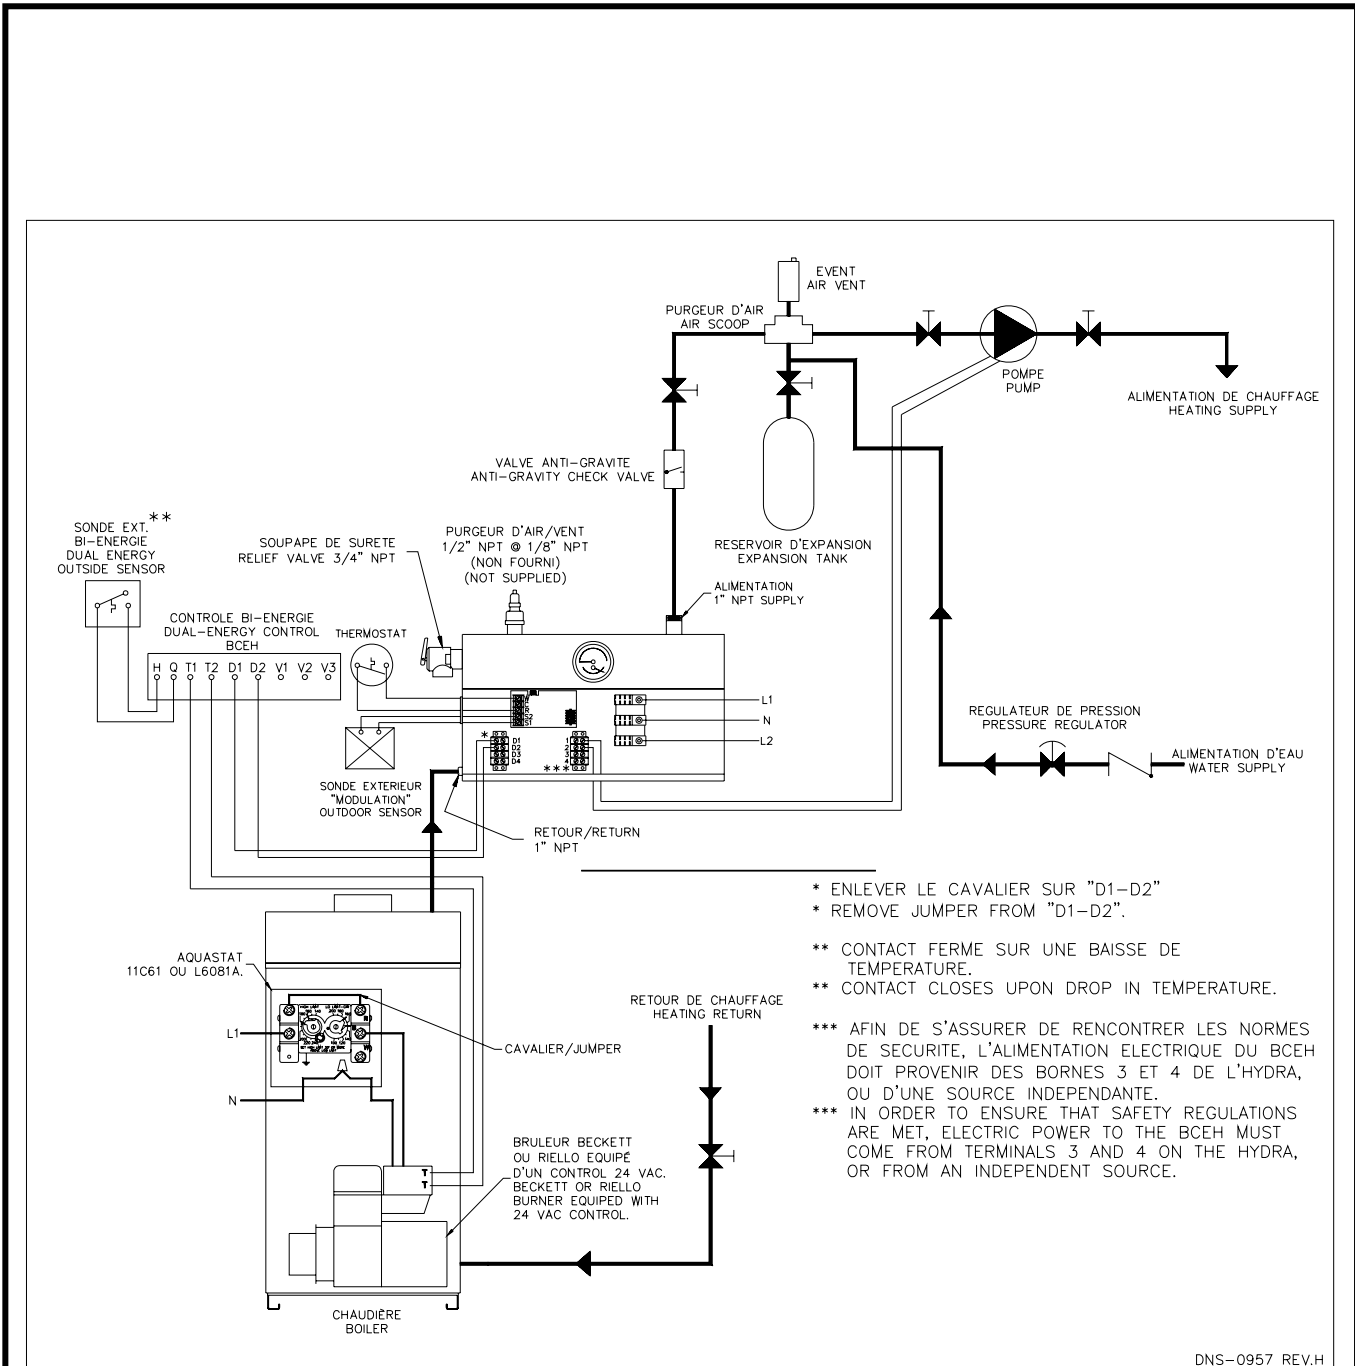 EVENT
AIR VENT
PURGEUR D'AIR
AIR SCOOP
POMPE
PUMP
ALIMENTATION DE CHAUFFAGE
HEATING SUPPLY
VALVE ANTI-GRAVITE
ANTI-GRAVITY CHECK VALVE
SONDE EXT. **
BI-ENERGIE
DUAL ENERGY
OUTSIDE SENSOR
SOUPAPE DE SURETE
RELIEF VALVE 3/4" NPT
PURGEUR D'AIR/VENT
1/2" NPT @ 1/8" NPT
(NON FOURNI)
(NOT SUPPLIED)
RESERVOIR D'EXPANSION
EXPANSION TANK
ALIMENTATION
1" NPT SUPPLY
CONTROLE BI-ENERGIE
DUAL-ENERGY CONTROL
BCEH
THERMOSTAT
H Q T1 T2 D1 D2 V1 V2 V3
R
S2
S1
L1
N
L2
*
D1
D2
D3
D4
1
2
3
4
***
REGULATEUR DE PRESSION
PRESSURE REGULATOR
ALIMENTATION D'EAU
WATER SUPPLY
SONDE EXTERIEUR
"MODULATION"
OUTDOOR SENSOR
RETOUR/RETURN
1" NPT
* ENLEVER LE CAVALIER SUR "D1-D2"
* REMOVE JUMPER FROM "D1-D2".
** CONTACT FERME SUR UNE BAISSE DE
TEMPERATURE.
** CONTACT CLOSES UPON DROP IN TEMPERATURE.
*** AFIN DE S'ASSURER DE RENCONTRER LES NORMES
DE SECURITE, L'ALIMENTATION ELECTRIQUE DU BCEH
DOIT PROVENIR DES BORNES 3 ET 4 DE L'HYDRA,
OU D'UNE SOURCE INDEPENDANTE.
*** IN ORDER TO ENSURE THAT SAFETY REGULATIONS
ARE MET, ELECTRIC POWER TO THE BCEH MUST
COME FROM TERMINALS 3 AND 4 ON THE HYDRA,
OR FROM AN INDEPENDENT SOURCE.
AQUASTAT
11C61 OU L6081A.
L1
N
CAVALIER/JUMPER
RETOUR DE CHAUFFAGE
HEATING RETURN
BRULEUR BECKETT
OU RIELLO EQUIPÉ
D'UN CONTROL 24 VAC.
BECKETT OR RIELLO
BURNER EQUIPED WITH
24 VAC CONTROL.
T
T
CHAUDIÈRE
BOILER
DNS-0957 REV.H